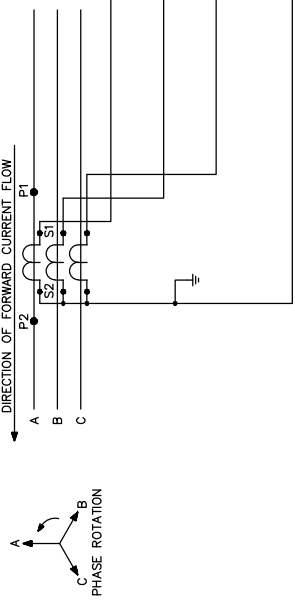 DIRECTION OF FORWARD CURRENT FLOW
P2
P1
A
S2
S1
B
C
A
B
C
PHASE ROTATION